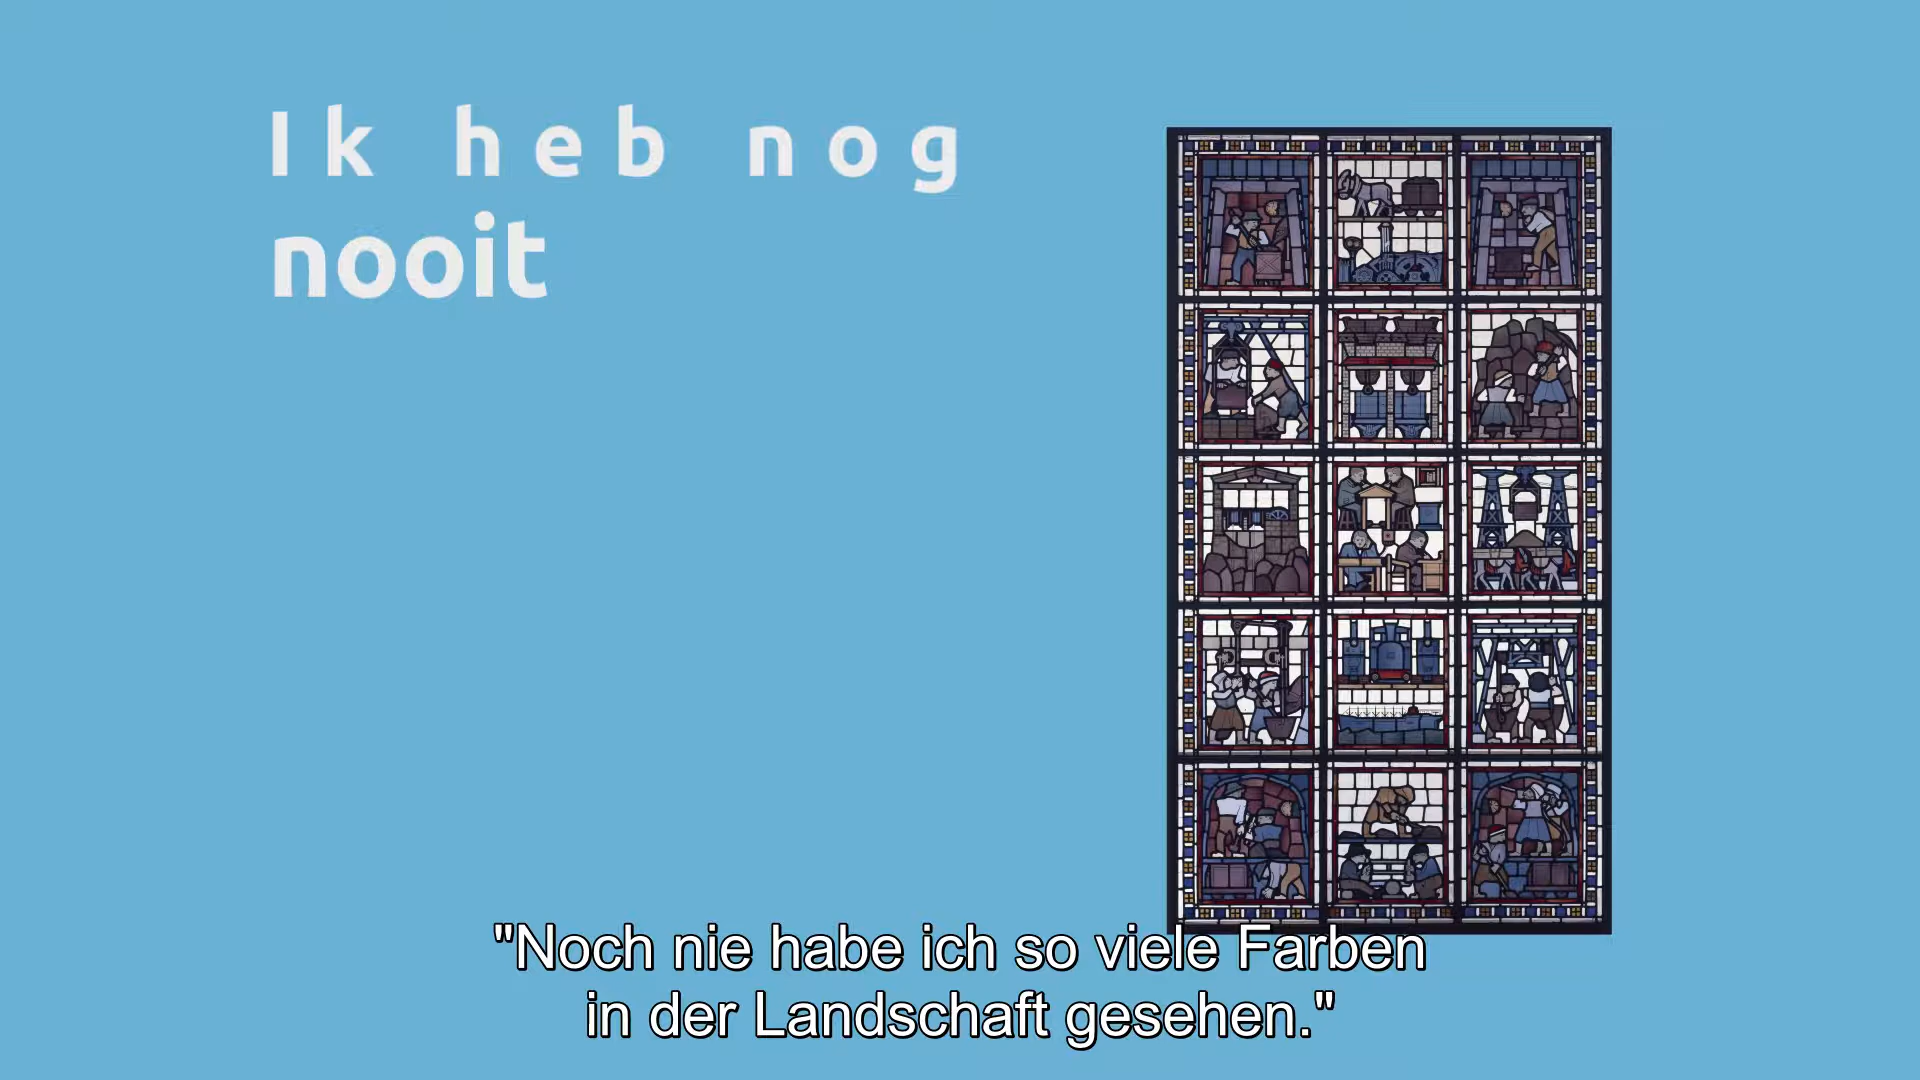 Ik heb nog
nooit
"Noch nie habe ich so viele Farben
in der Landschaft gesehen."